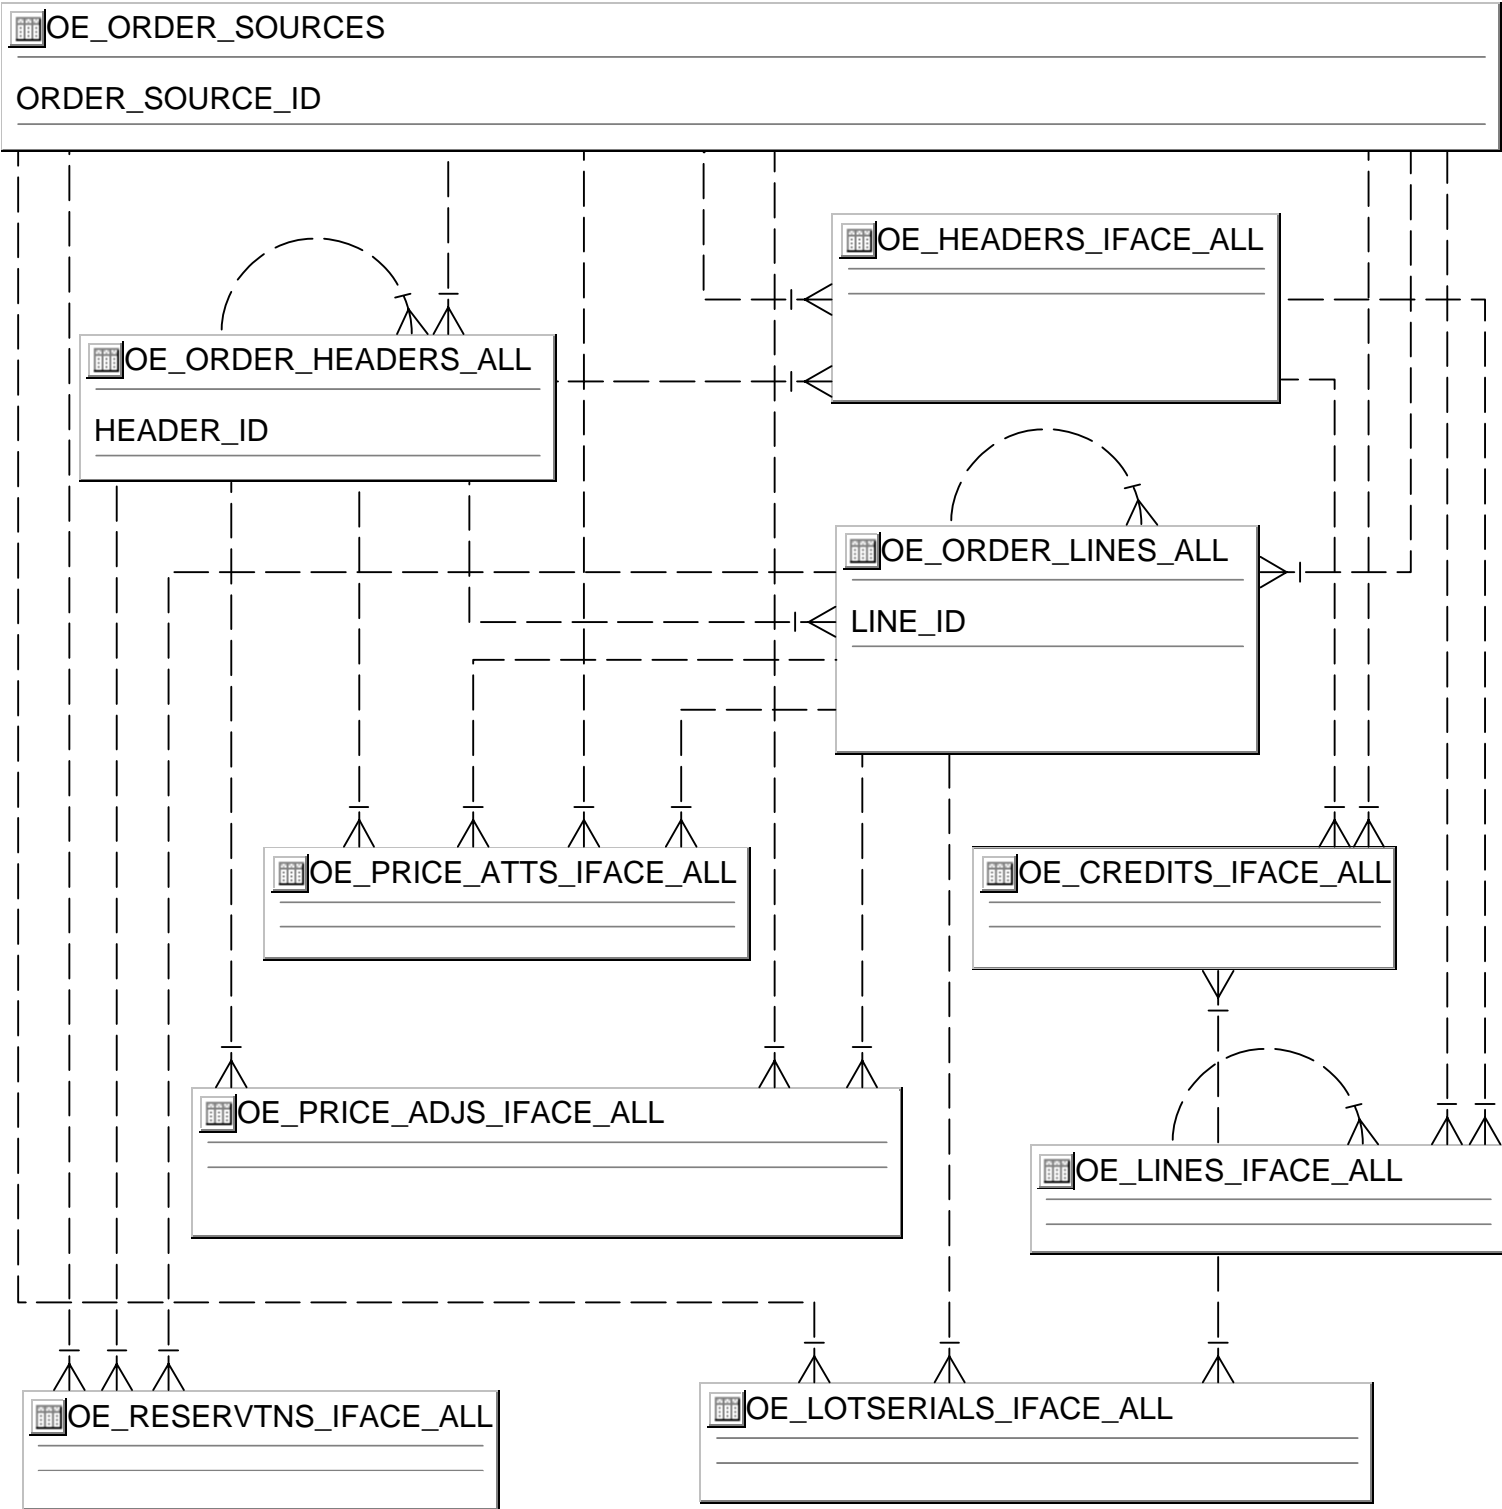 OE_ORDER_SOURCES
ORDER_SOURCE_ID
OE_HEADERS_IFACE_ALL
OE_ORDER_HEADERS_ALL
HEADER_ID
OE_ORDER_LINES_ALL
LINE_ID
OE_PRICE_ATTS_IFACE_ALL
OE_CREDITS_IFACE_ALL
OE_PRICE_ADJS_IFACE_ALL
OE_LINES_IFACE_ALL
OE_RESERVTNS_IFACE_ALL
OE_LOTSERIALS_IFACE_ALL